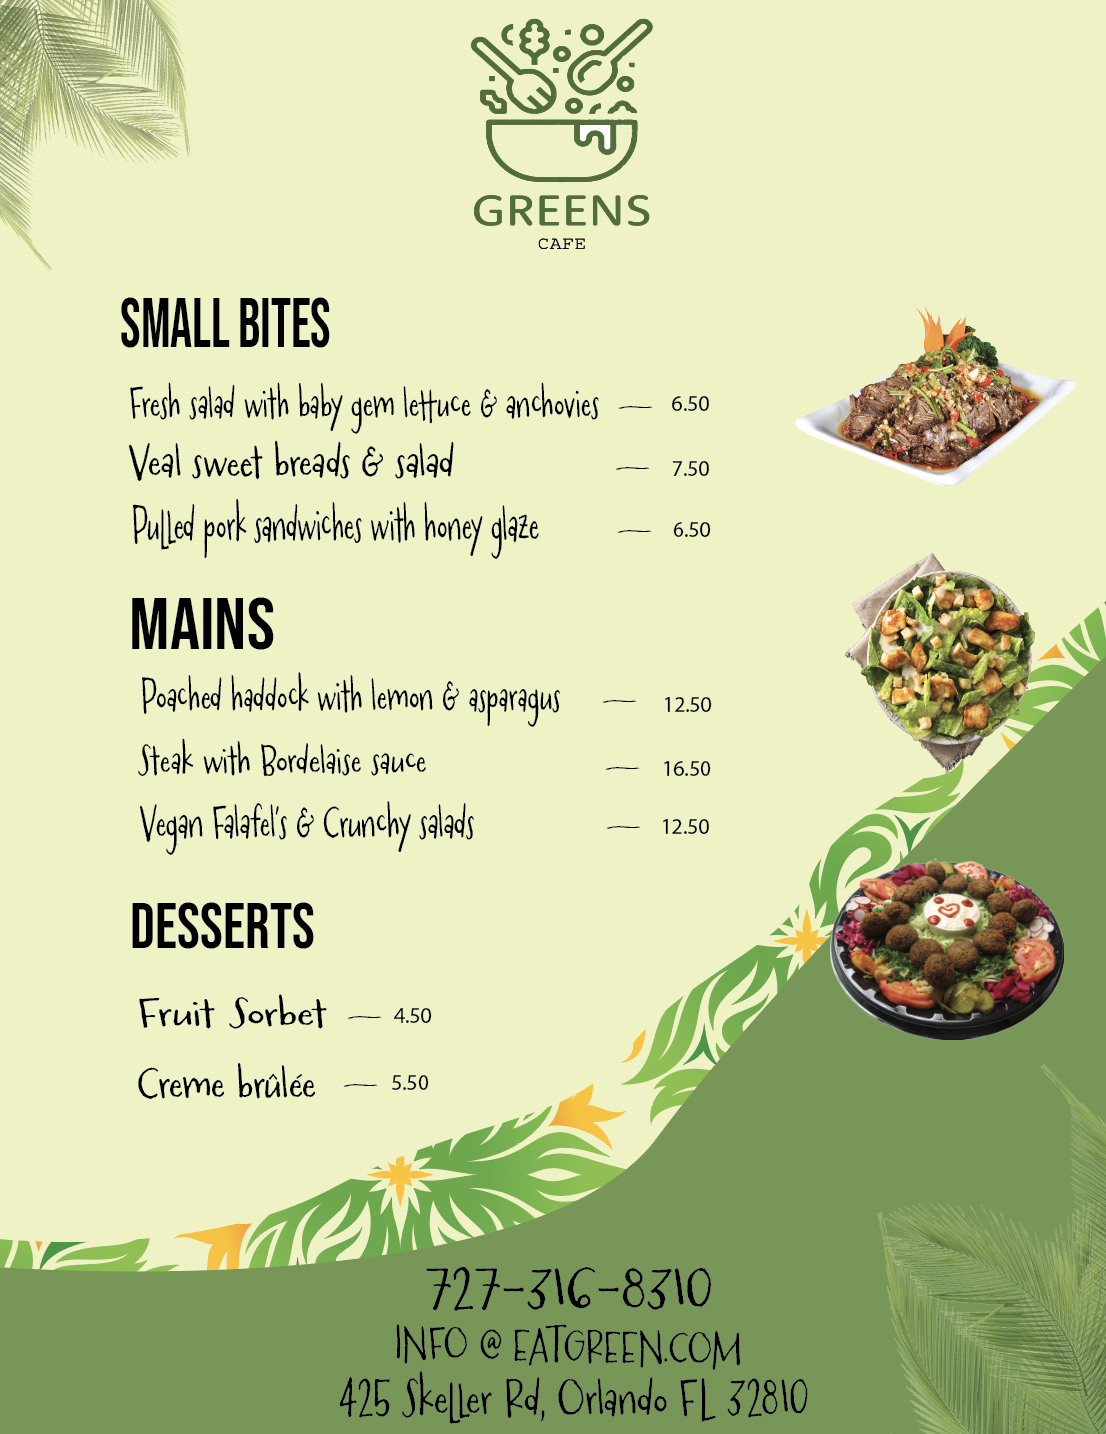 GREENS
CAFE
SMALL BITES
Fresh salad with baby gem lettuce & anchovies — 6.50
Veal sweet breads & salad — 7.50
Pulled pork sandwiches with honey glaze — 6.50
MAINS
Poached haddock with lemon & asparagus — 12.50
Steak with Bordelaise sauce — 16.50
Vegan Falafel's & Crunchy salads — 12.50
DESSERTS
Fruit Sorbet — 4.50
Creme brûlée — 5.50
727-316-8310
INFO @ EATGREEN.COM
425 Skeller Rd, Orlando FL 32810